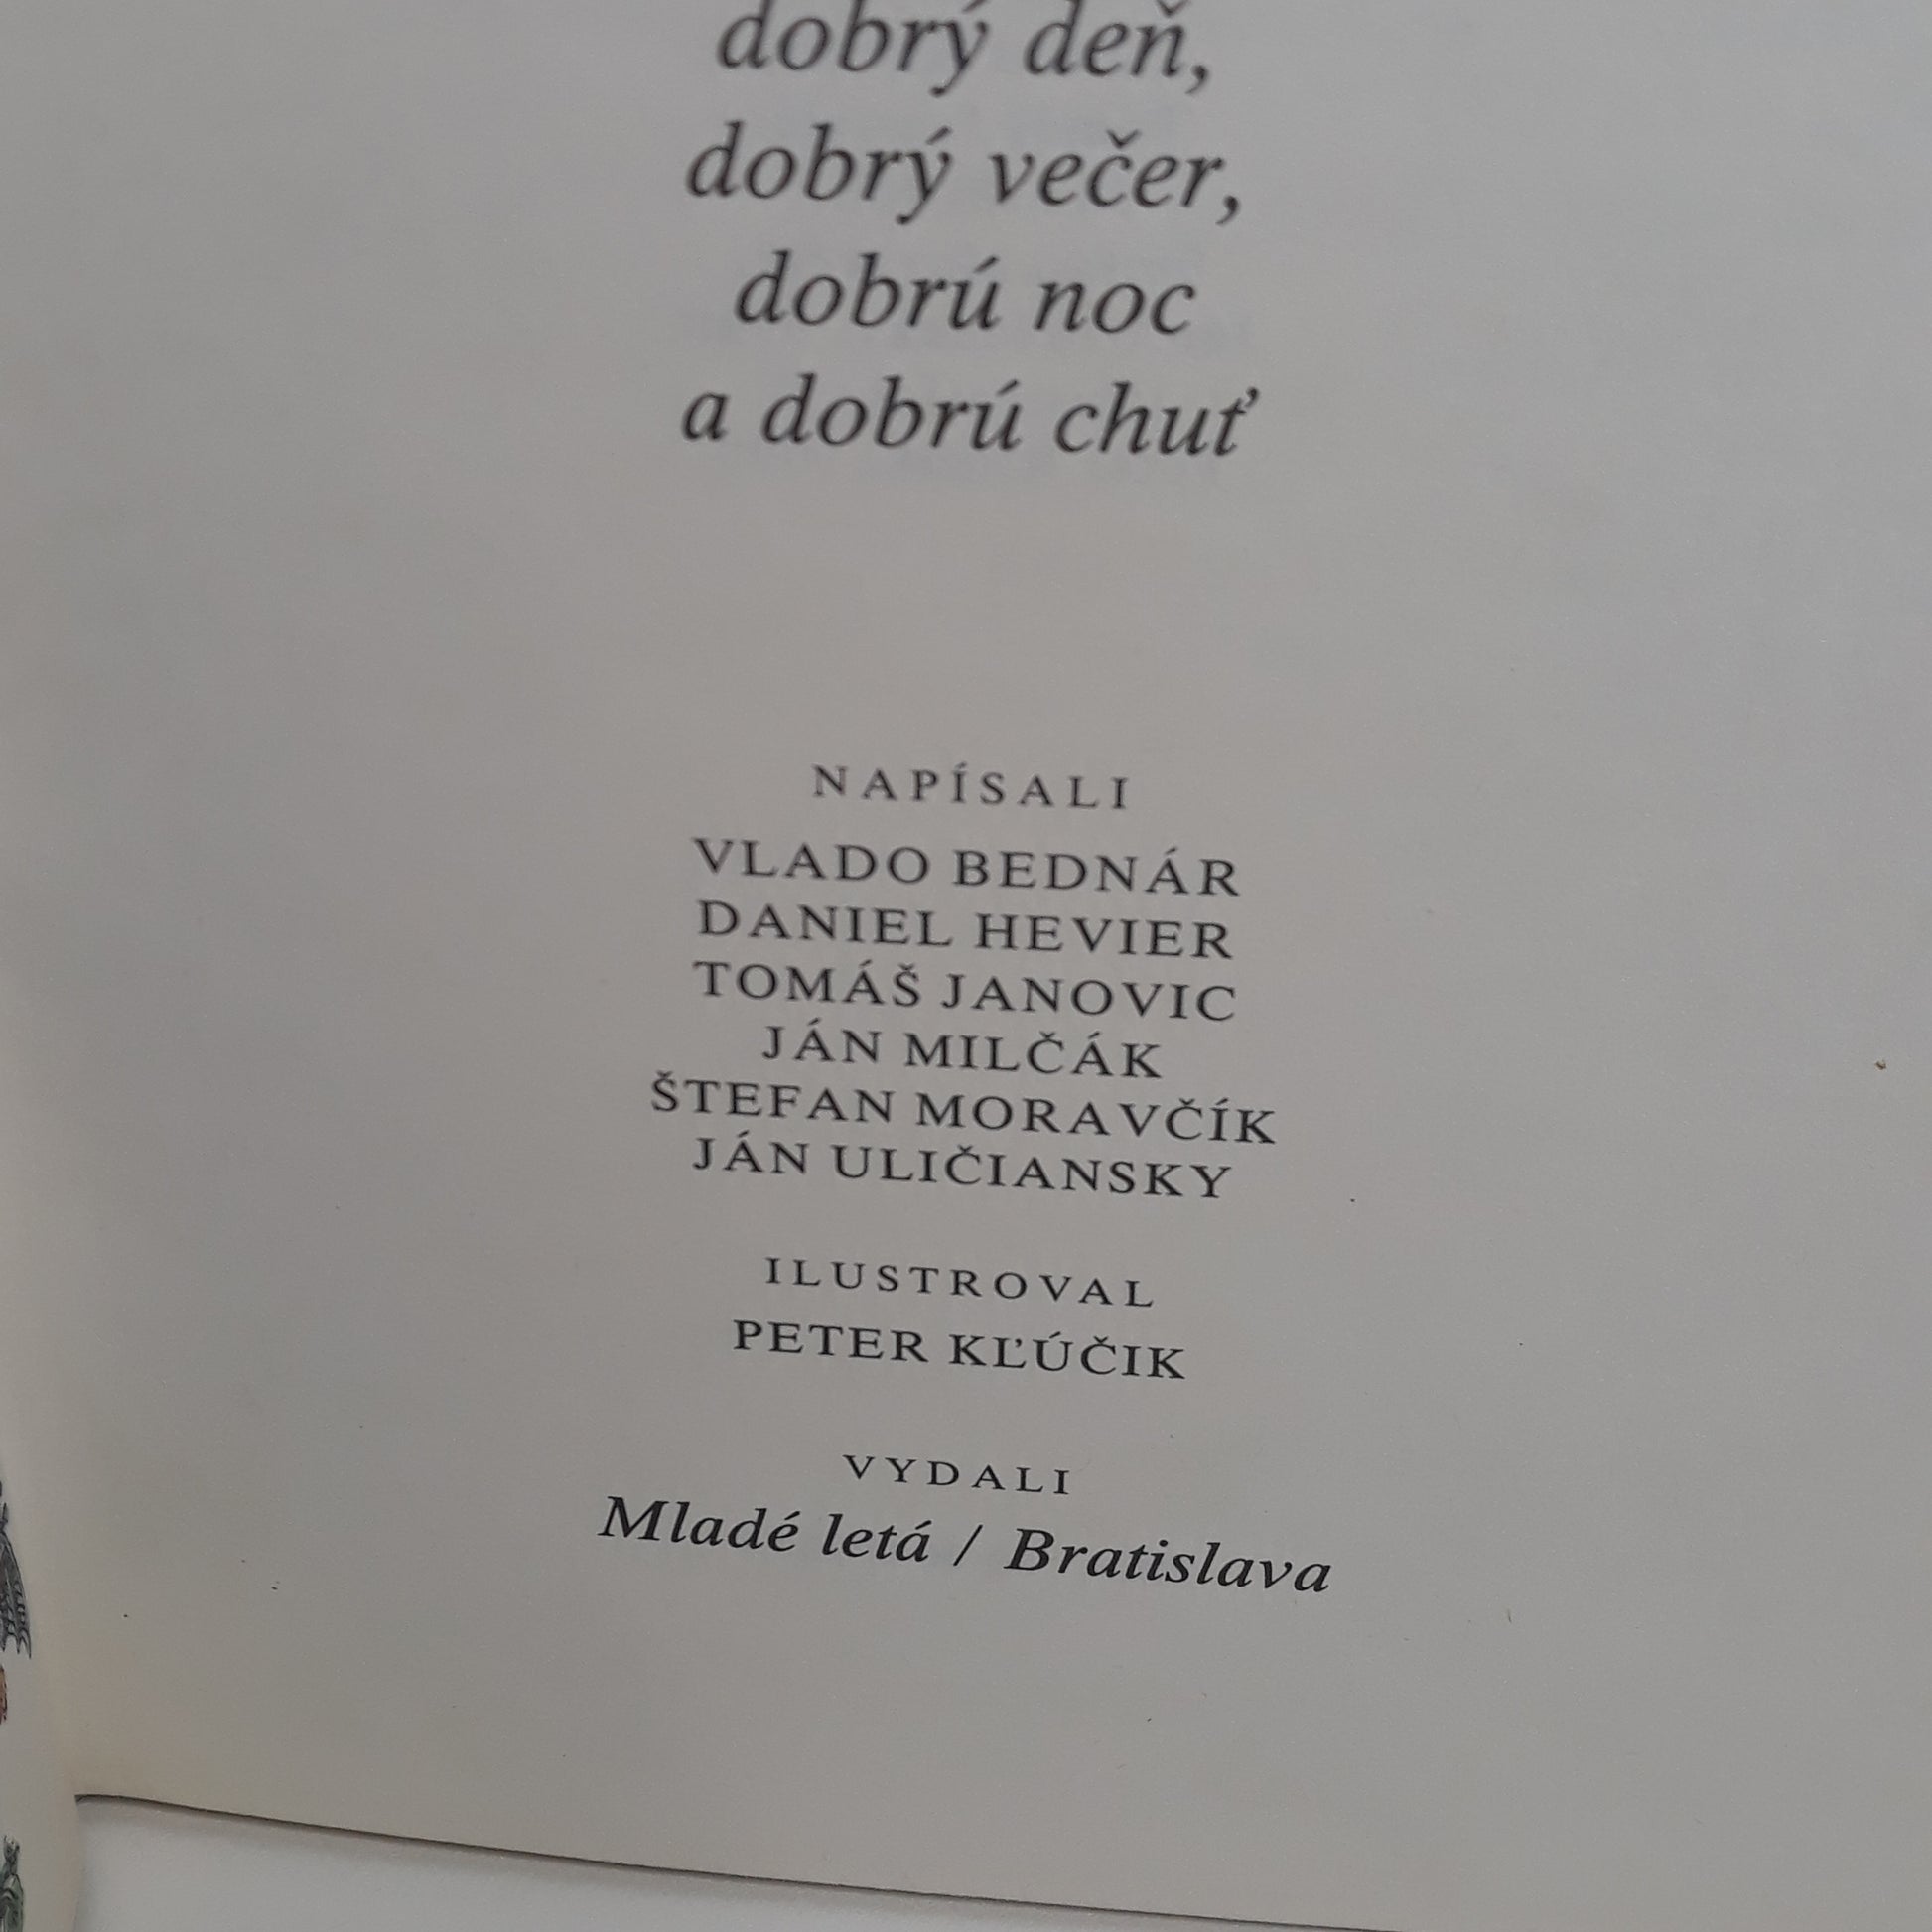 dobrý deň,
dobrý večer,
dobrú noc
a dobrú chuť
NAPÍSALI
VLADO BEDNÁR
DANIEL HEVIER
TOMÁŠ JANOVIC
JÁN MILČÁK
ŠTEFAN MORAVČÍK
JÁN ULIČIANSKY
ILUSTROVAL
PETER KĽÚČIK
VYDALI
Mladé letá / Bratislava